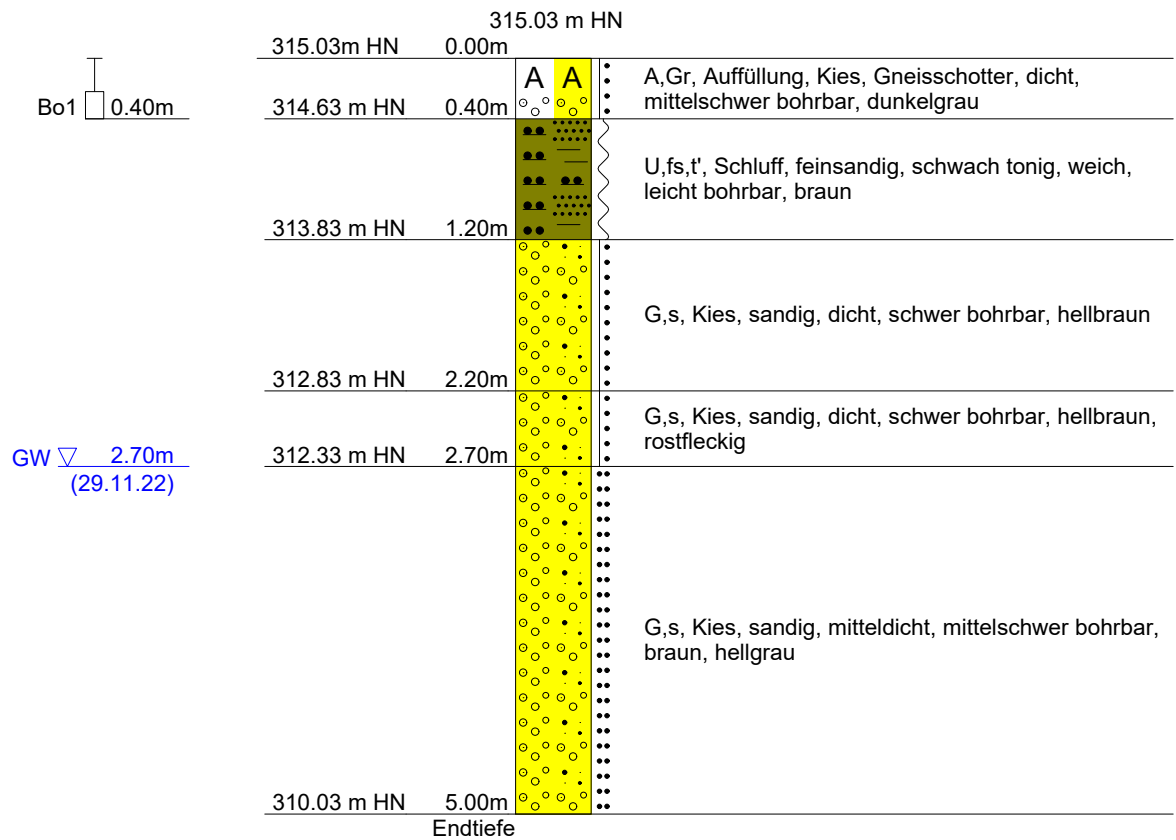 315.03 m HN
315.03m HN 0.00m
A A
A,Gr, Auffüllung, Kies, Gneisschotter, dicht,
mittelschwer bohrbar, dunkelgrau
Bo1 0.40m
314.63 m HN 0.40m
U,fs,t', Schluff, feinsandig, schwach tonig, weich,
leicht bohrbar, braun
313.83 m HN 1.20m
G,s, Kies, sandig, dicht, schwer bohrbar, hellbraun
312.83 m HN 2.20m
G,s, Kies, sandig, dicht, schwer bohrbar, hellbraun,
rostfleckig
GW 2.70m
(29.11.22)
312.33 m HN 2.70m
G,s, Kies, sandig, mitteldicht, mittelschwer bohrbar,
braun, hellgrau
310.03 m HN 5.00m
Endtiefe